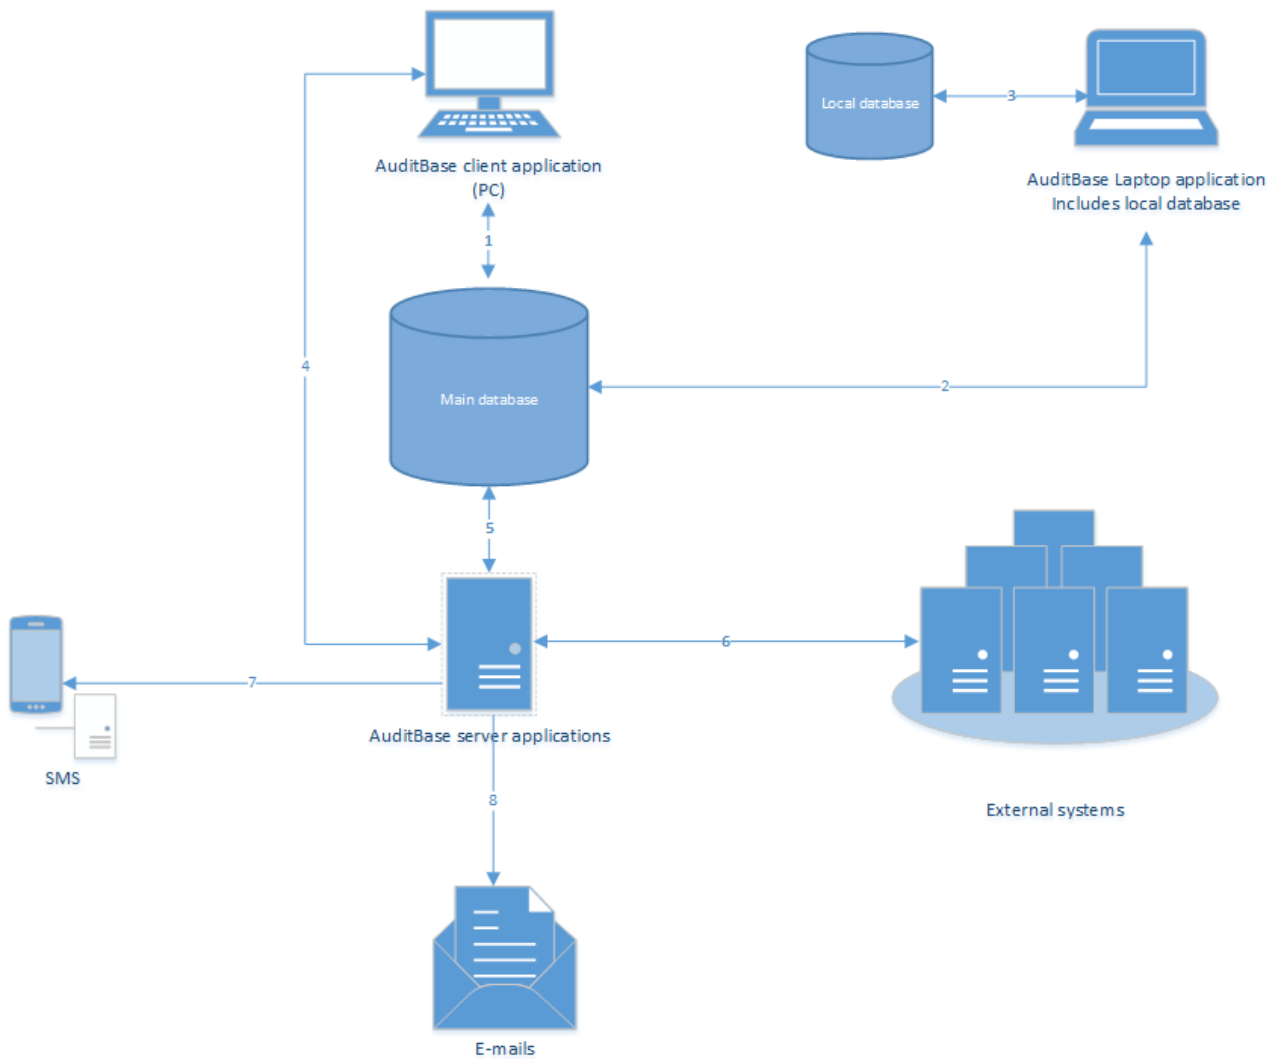 Local database
3
AuditBase client application
(PC)
AuditBase Laptop application
Includes local database
1
4
2
Main database
5
6
7
AuditBase server applications
SMS
8
External systems
E-mails